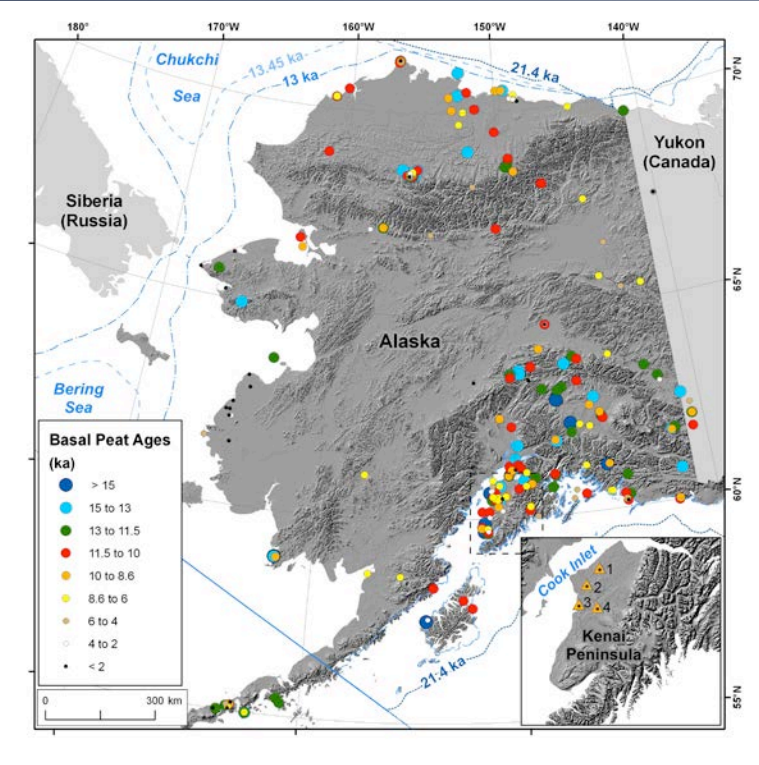 180°
170°W
160°W
150°W
140°W
70°N
65°N
60°N
55°N
Chukchi
Sea
13.45 ka
13 ka
21.4 ka
Yukon
(Canada)
Siberia
(Russia)
Alaska
Bering
Sea
Basal Peat Ages
(ka)
> 15
15 to 13
13 to 11.5
11.5 to 10
10 to 8.6
8.6 to 6
6 to 4
4 to 2
< 2
0 300 km
21.4 ka
Cook Inlet
1
2
3
4
Kenai
Peninsula